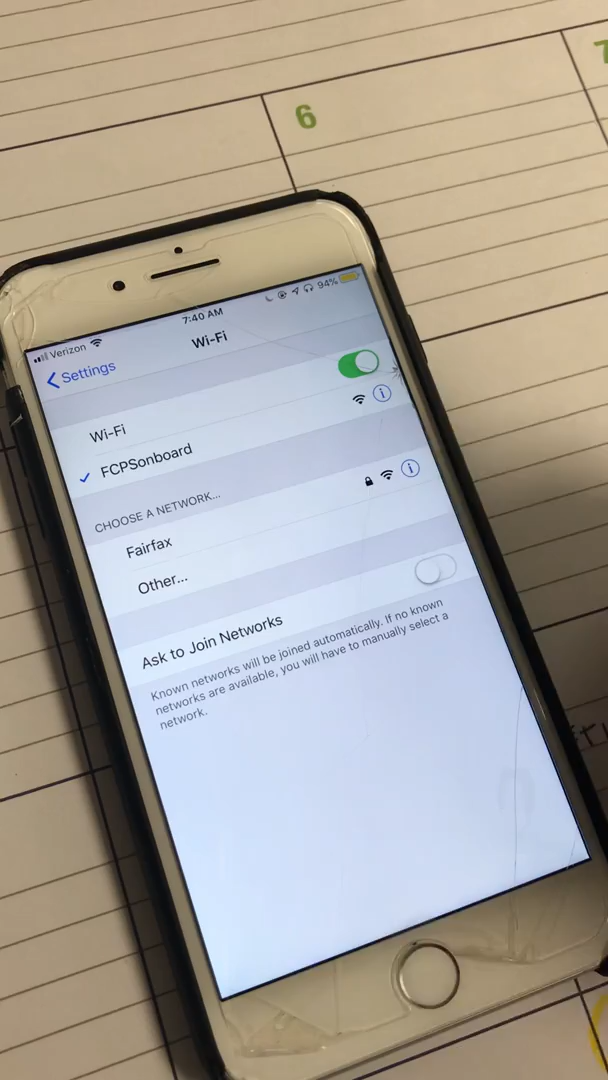 6
7
Verizon
7:40 AM
94%
Settings
Wi-Fi
Wi-Fi
FCPSonboard
CHOOSE A NETWORK...
Fairfax
Other...
Ask to Join Networks
Known networks will be joined automatically. If no known
networks are available, you will have to manually select a
network.